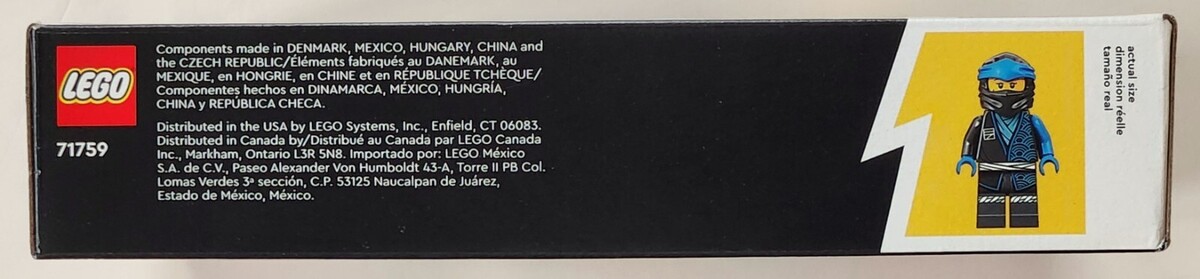 LEGO
71759
Components made in DENMARK, MEXICO, HUNGARY, CHINA and
the CZECH REPUBLIC/Éléments fabriqués au DANEMARK, au
MEXIQUE, en HONGRIE, en CHINE et en RÉPUBLIQUE TCHÈQUE/
Componentes hechos en DINAMARCA, MÉXICO, HUNGRÍA,
CHINA y REPÚBLICA CHECA.
Distributed in the USA by LEGO Systems, Inc., Enfield, CT 06083.
Distributed in Canada by/Distribué au Canada par LEGO Canada
Inc., Markham, Ontario L3R 5N8. Importado por: LEGO México
S.A. de C.V., Paseo Alexander Von Humboldt 43-A, Torre II PB Col.
Lomas Verdes 3ª sección, C.P. 53125 Naucalpan de Juárez,
Estado de México, México.
actual size
dimension réelle
tamaño real